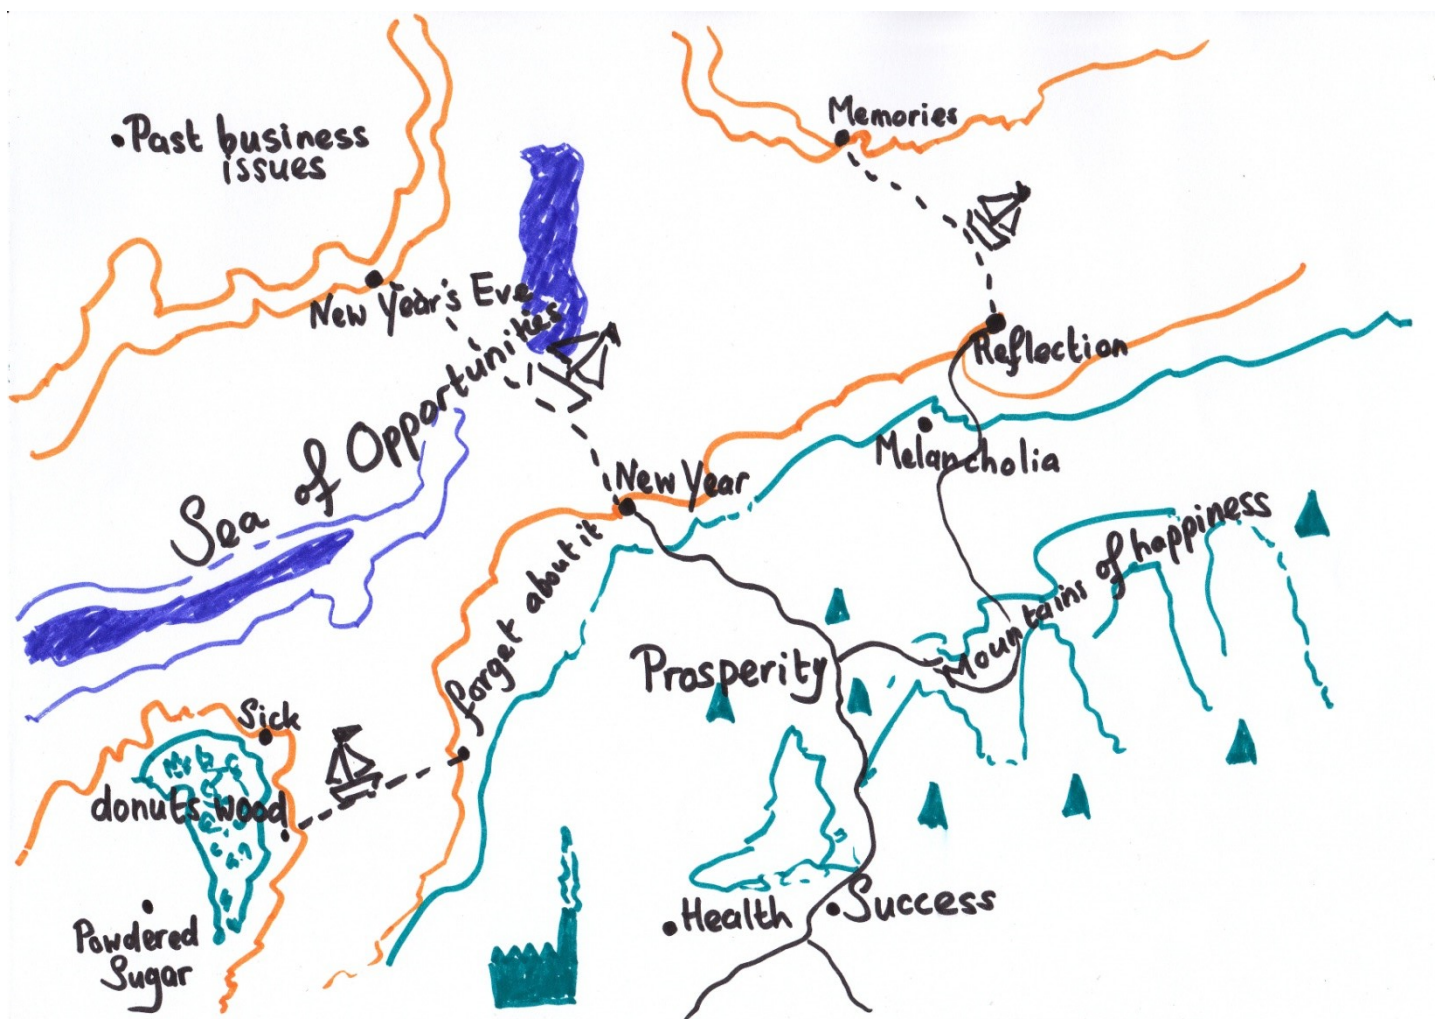 Past business
issues
Memories
New Year's Eve
Reflection
Sea of Opportunities
Melancholia
New Year
forget about it
Mountains of happiness
Prosperity
Sick
donuts wood
Health
Success
Powdered
Sugar